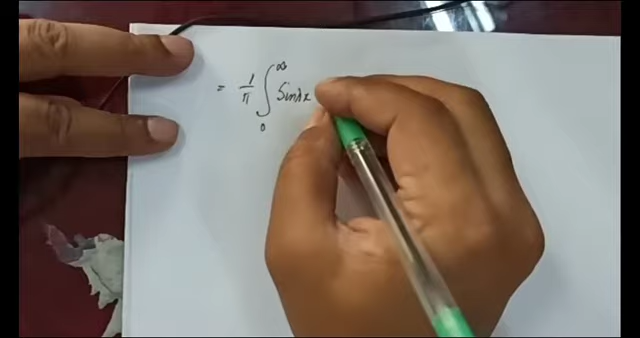 = 1/π ∫₀^∞ Sinλx